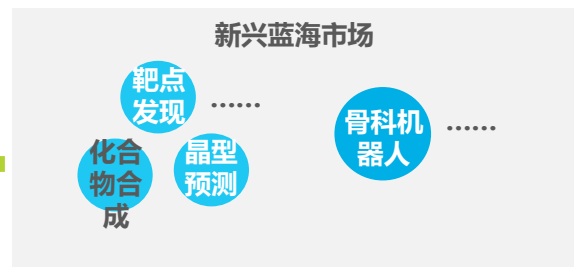 新兴蓝海市场
靶点
发现
……
骨科机
器人
……
化合
物合
成
晶型
预测